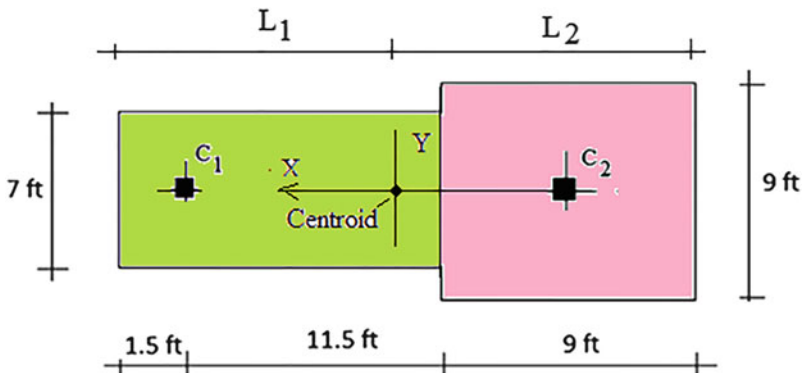 L1 L2
C1
Y
C2
X
7 ft
9 ft
Centroid
1.5 ft 11.5 ft 9 ft